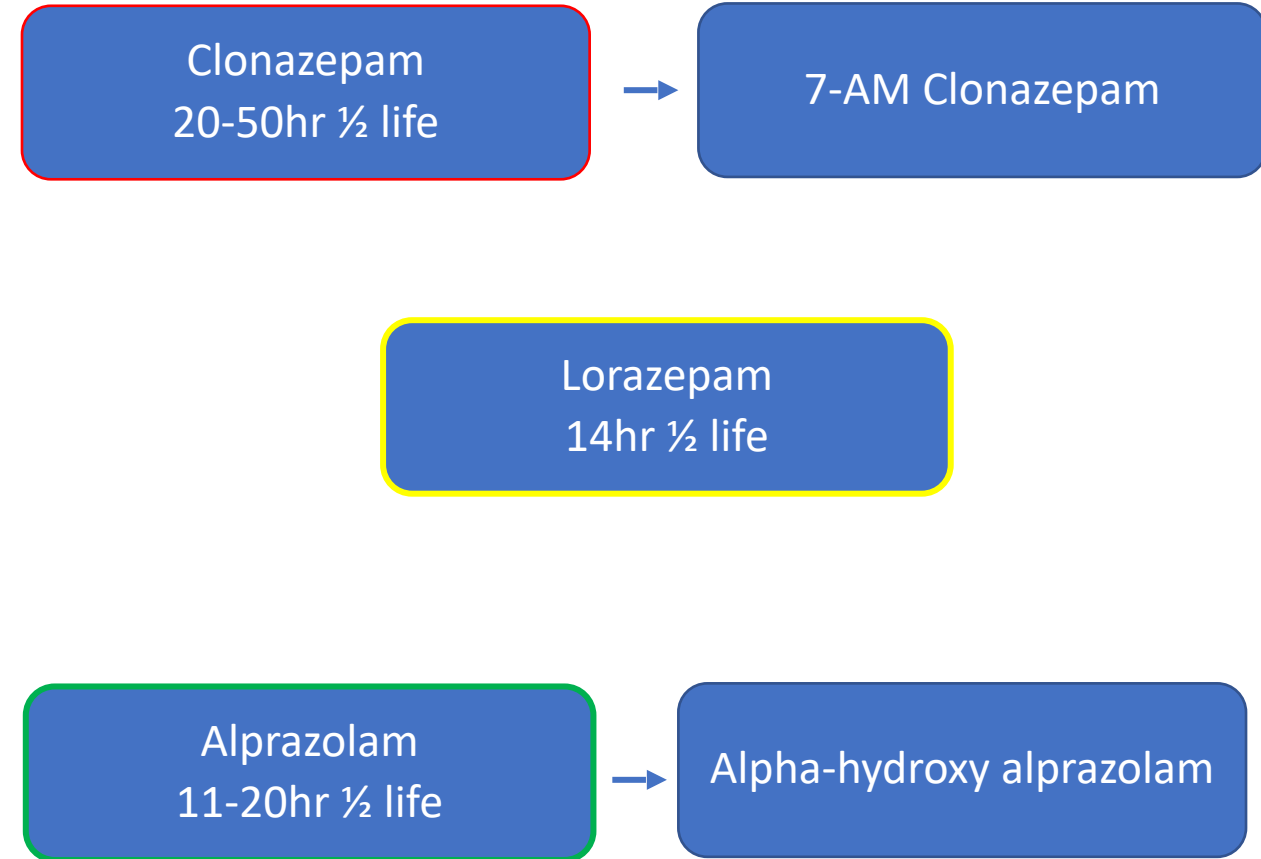 Clonazepam
20-50hr ½ life
7-AM Clonazepam
Lorazepam
14hr ½ life
Alprazolam
11-20hr ½ life
Alpha-hydroxy alprazolam